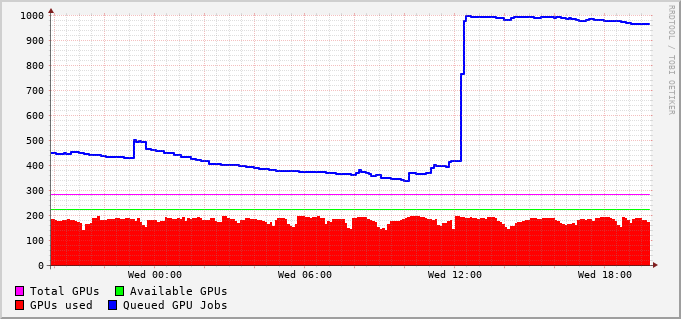 RRDTOOL / TOBI OETIKER
1000
900
800
700
600
500
400
300
200
100
0
Wed 00:00 Wed 06:00 Wed 12:00 Wed 18:00
Total GPUs Available GPUs
GPUs used Queued GPU Jobs